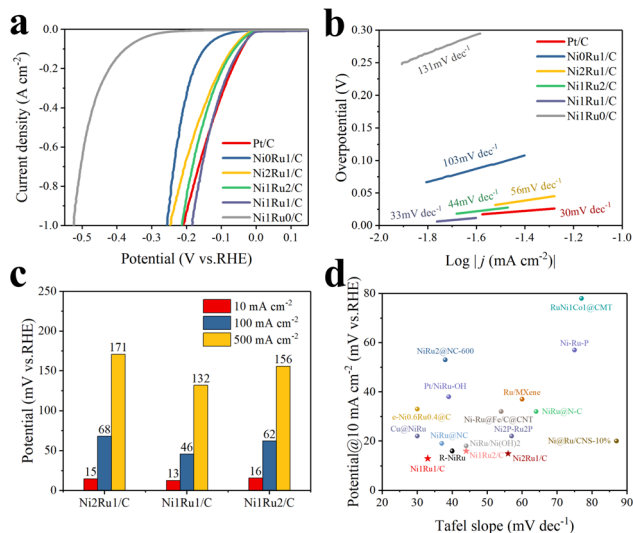 a
0.0
-0.2
-0.4
-0.6
-0.8
-1.0
Current density (A cm-2)
Pt/C
Ni0Ru1/C
Ni2Ru1/C
Ni1Ru2/C
Ni1Ru1/C
Ni1Ru0/C
-0.5 -0.4 -0.3 -0.2 -0.1 0.0 0.1
Potential (V vs.RHE)
b
0.30
0.25
0.20
0.15
0.10
0.05
0.00
Overpotential (V)
131mV dec-1
Pt/C
Ni0Ru1/C
Ni2Ru1/C
Ni1Ru2/C
Ni1Ru1/C
Ni1Ru0/C
103mV dec-1
56mV dec-1
44mV dec-1
33mV dec-1
30mV dec-1
-2.0 -1.8 -1.6 -1.4 -1.2 -1.0
Log | j (mA cm-2)|
c
250
200
150
100
50
0
Potential (mV vs.RHE)
10 mA cm-2
100 mA cm-2
500 mA cm-2
15 68 171
13 46 132
16 62 156
Ni2Ru1/C Ni1Ru1/C Ni1Ru2/C
d
80
60
40
20
0
Potential@10 mA cm-2 (mV vs.RHE)
RuNi1Co1@CMT
NiRu2@NC-600
Ni-Ru-P
Pt/NiRu-OH
Ru/MXene
e-Ni0.6Ru0.4@C
Ni-Ru@Fe/C@CNT
NiRu@N-C
Cu@NiRu
NiRu@NC
Ni2P-Ru2P
NiRu/Ni(OH)2
Ni@Ru/CNS-10%
Ni1Ru1/C
R-NiRu
Ni1Ru2/C
Ni2Ru1/C
30 40 50 60 70 80 90
Tafel slope (mV dec-1)